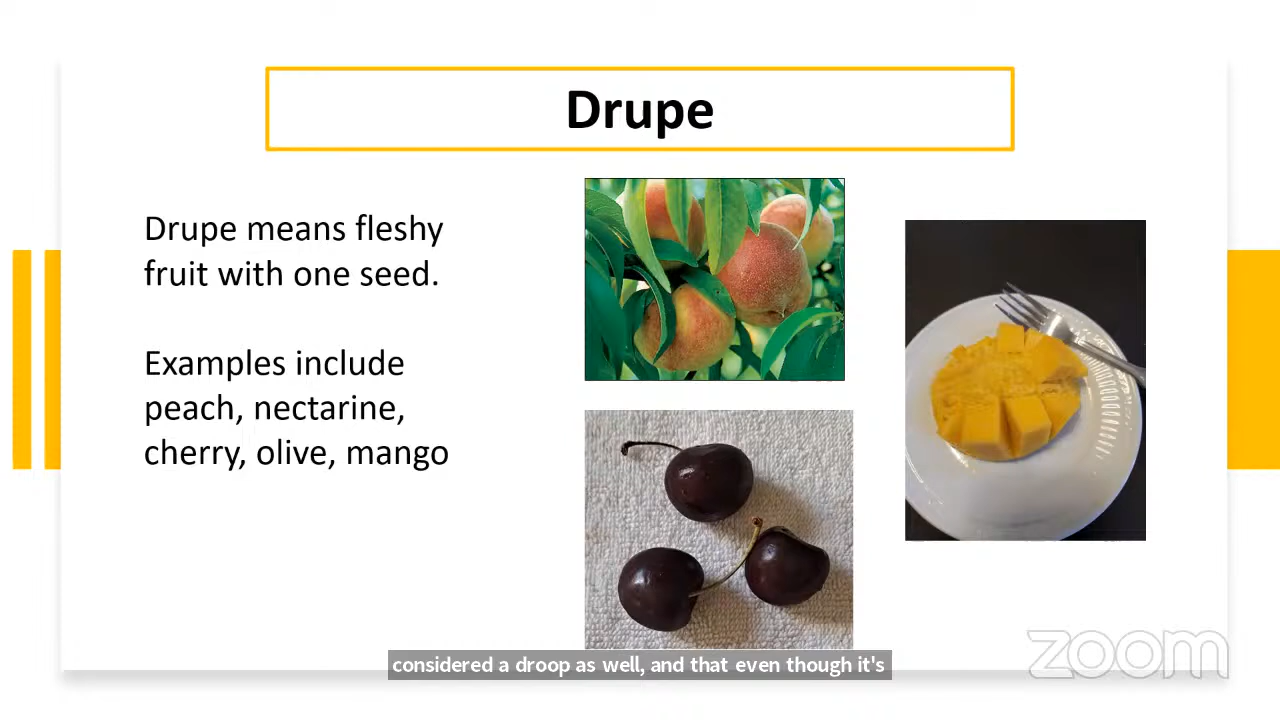 Drupe
Drupe means fleshy
fruit with one seed.
Examples include
peach, nectarine,
cherry, olive, mango
considered a droop as well, and that even though it's
zoom